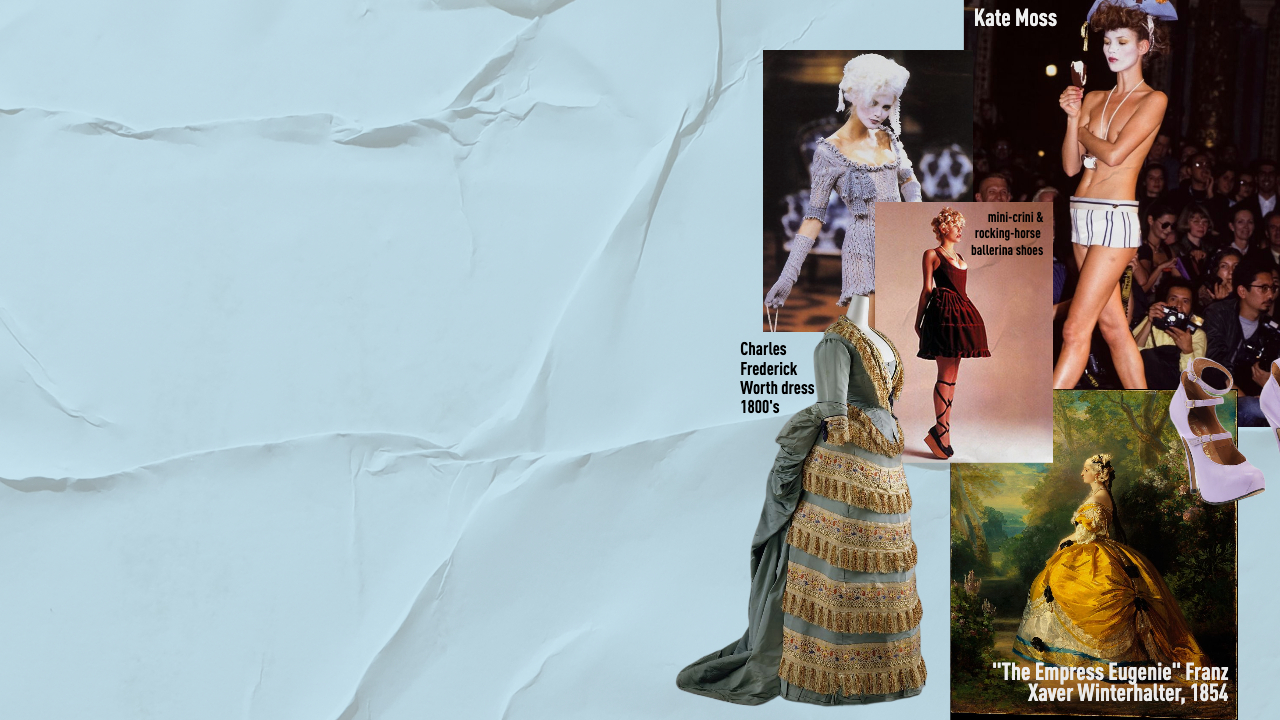 Kate Moss
mini-crini &
rocking-horse
ballerina shoes
Charles
Frederick
Worth dress
1800's
"The Empress Eugenie" Franz
Xaver Winterhalter, 1854